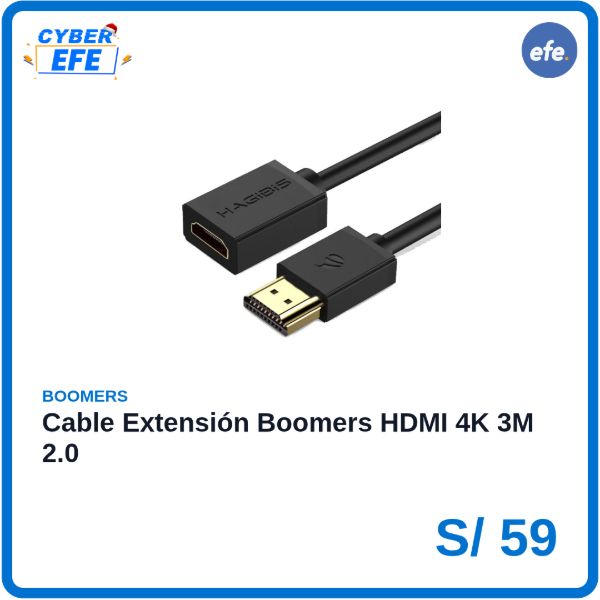 CYBER
EFE
efe.
HAGiBiS
BOOMERS
Cable Extensión Boomers HDMI 4K 3M
2.0
S/ 59